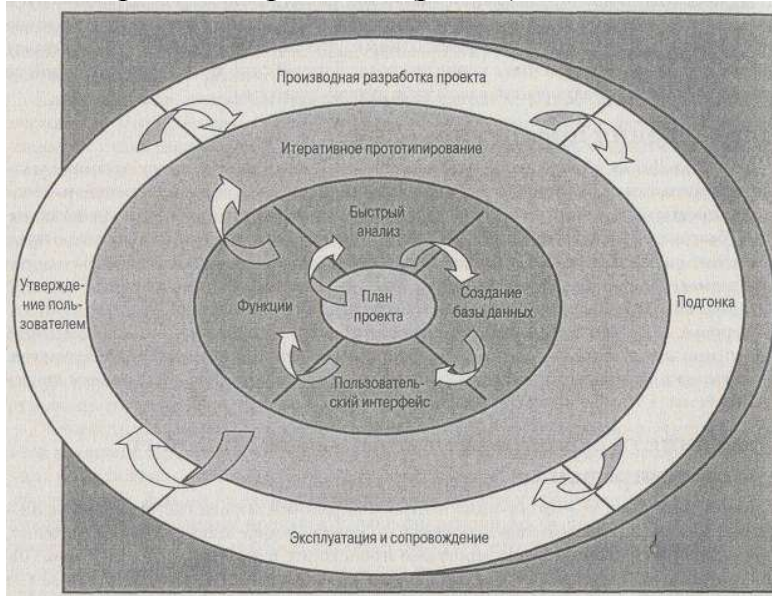 Производная разработка проекта
Итеративное прототипирование
Быстрый
анализ
Утвержде-
ние поль-
зователем
Функции
План
проекта
Создание
базы данных
Подгонка
Пользователь-
ский интерфейс
Эксплуатация и сопровождение